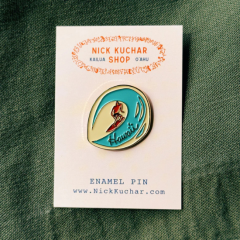 NICK KUCHAR
KAILUA SHOP O'AHU
Hawaii
ENAMEL PIN
www.NickKuchar.com